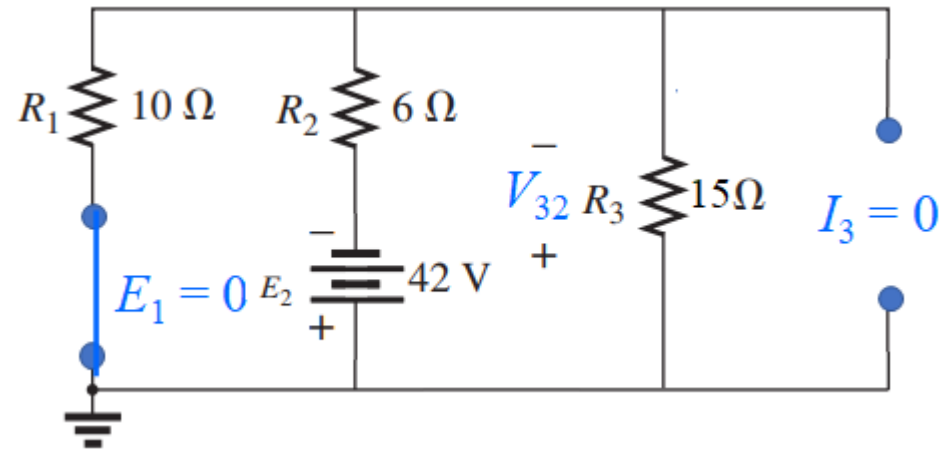 R1 10 Ω
R2 6 Ω
−
V32
+
R3 15Ω
I3 = 0
E1 = 0
−
E2 42 V
+